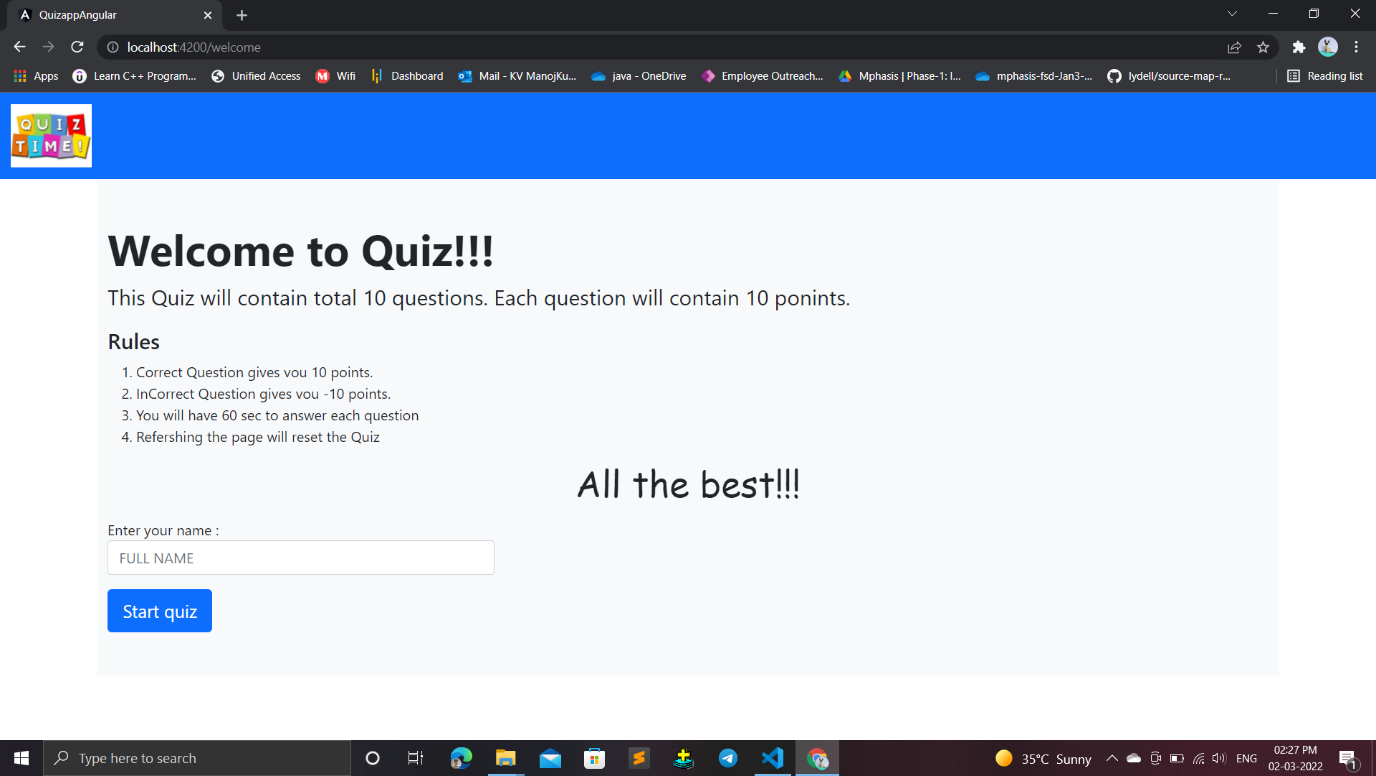 QuizappAngular
localhost:4200/welcome
Apps Learn C++ Program... Unified Access Wifi Dashboard Mail - KV ManojKu... java - OneDrive Employee Outreach... Mphasis | Phase-1: I... mphasis-fsd-Jan3-... lydell/source-map-r... Reading list
QUIZ
TIME!
Welcome to Quiz!!!
This Quiz will contain total 10 questions. Each question will contain 10 ponints.
Rules
1. Correct Question gives vou 10 points.
2. InCorrect Question gives vou -10 points.
3. You will have 60 sec to answer each question
4. Refershing the page will reset the Quiz
All the best!!!
Enter your name :
FULL NAME
Start quiz
Type here to search
35°C Sunny
ENG
02:27 PM
02-03-2022
1